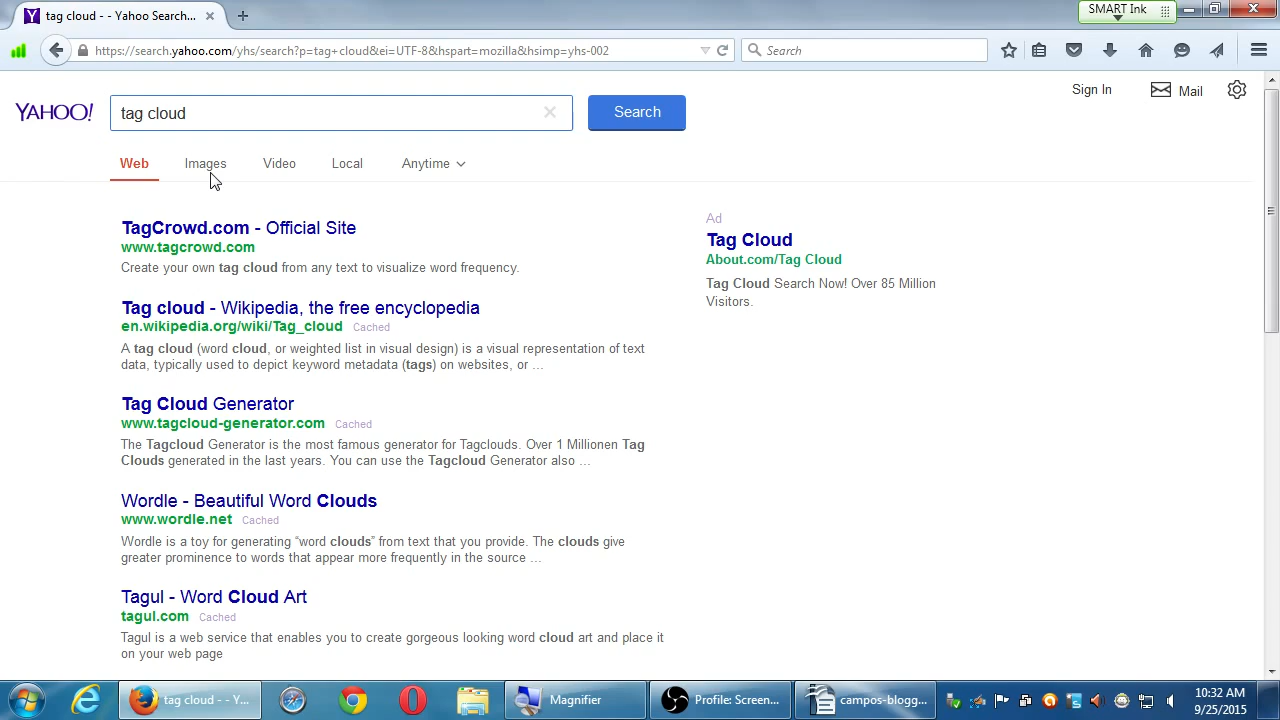 tag cloud - - Yahoo Search...
SMART Ink
https://search.yahoo.com/yhs/search?p=tag+cloud&ei=UTF-8&hspart=mozilla&hsimp=yhs-002
Search
Sign In
Mail
YAHOO!
tag cloud
Search
Web
Images
Video
Local
Anytime
TagCrowd.com - Official Site
www.tagcrowd.com
Create your own tag cloud from any text to visualize word frequency.
Tag cloud - Wikipedia, the free encyclopedia
en.wikipedia.org/wiki/Tag_cloud Cached
A tag cloud (word cloud, or weighted list in visual design) is a visual representation of text
data, typically used to depict keyword metadata (tags) on websites, or ...
Tag Cloud Generator
www.tagcloud-generator.com Cached
The Tagcloud Generator is the most famous generator for Tagclouds. Over 1 Millionen Tag
Clouds generated in the last years. You can use the Tagcloud Generator also ...
Wordle - Beautiful Word Clouds
www.wordle.net Cached
Wordle is a toy for generating “word clouds” from text that you provide. The clouds give
greater prominence to words that appear more frequently in the source ...
Tagul - Word Cloud Art
tagul.com Cached
Tagul is a web service that enables you to create gorgeous looking word cloud art and place it
on your web page
Ad
Tag Cloud
About.com/Tag Cloud
Tag Cloud Search Now! Over 85 Million
Visitors.
tag cloud - - Y...
Magnifier
Profile: Screen...
campos-blogg...
10:32 AM
9/25/2015